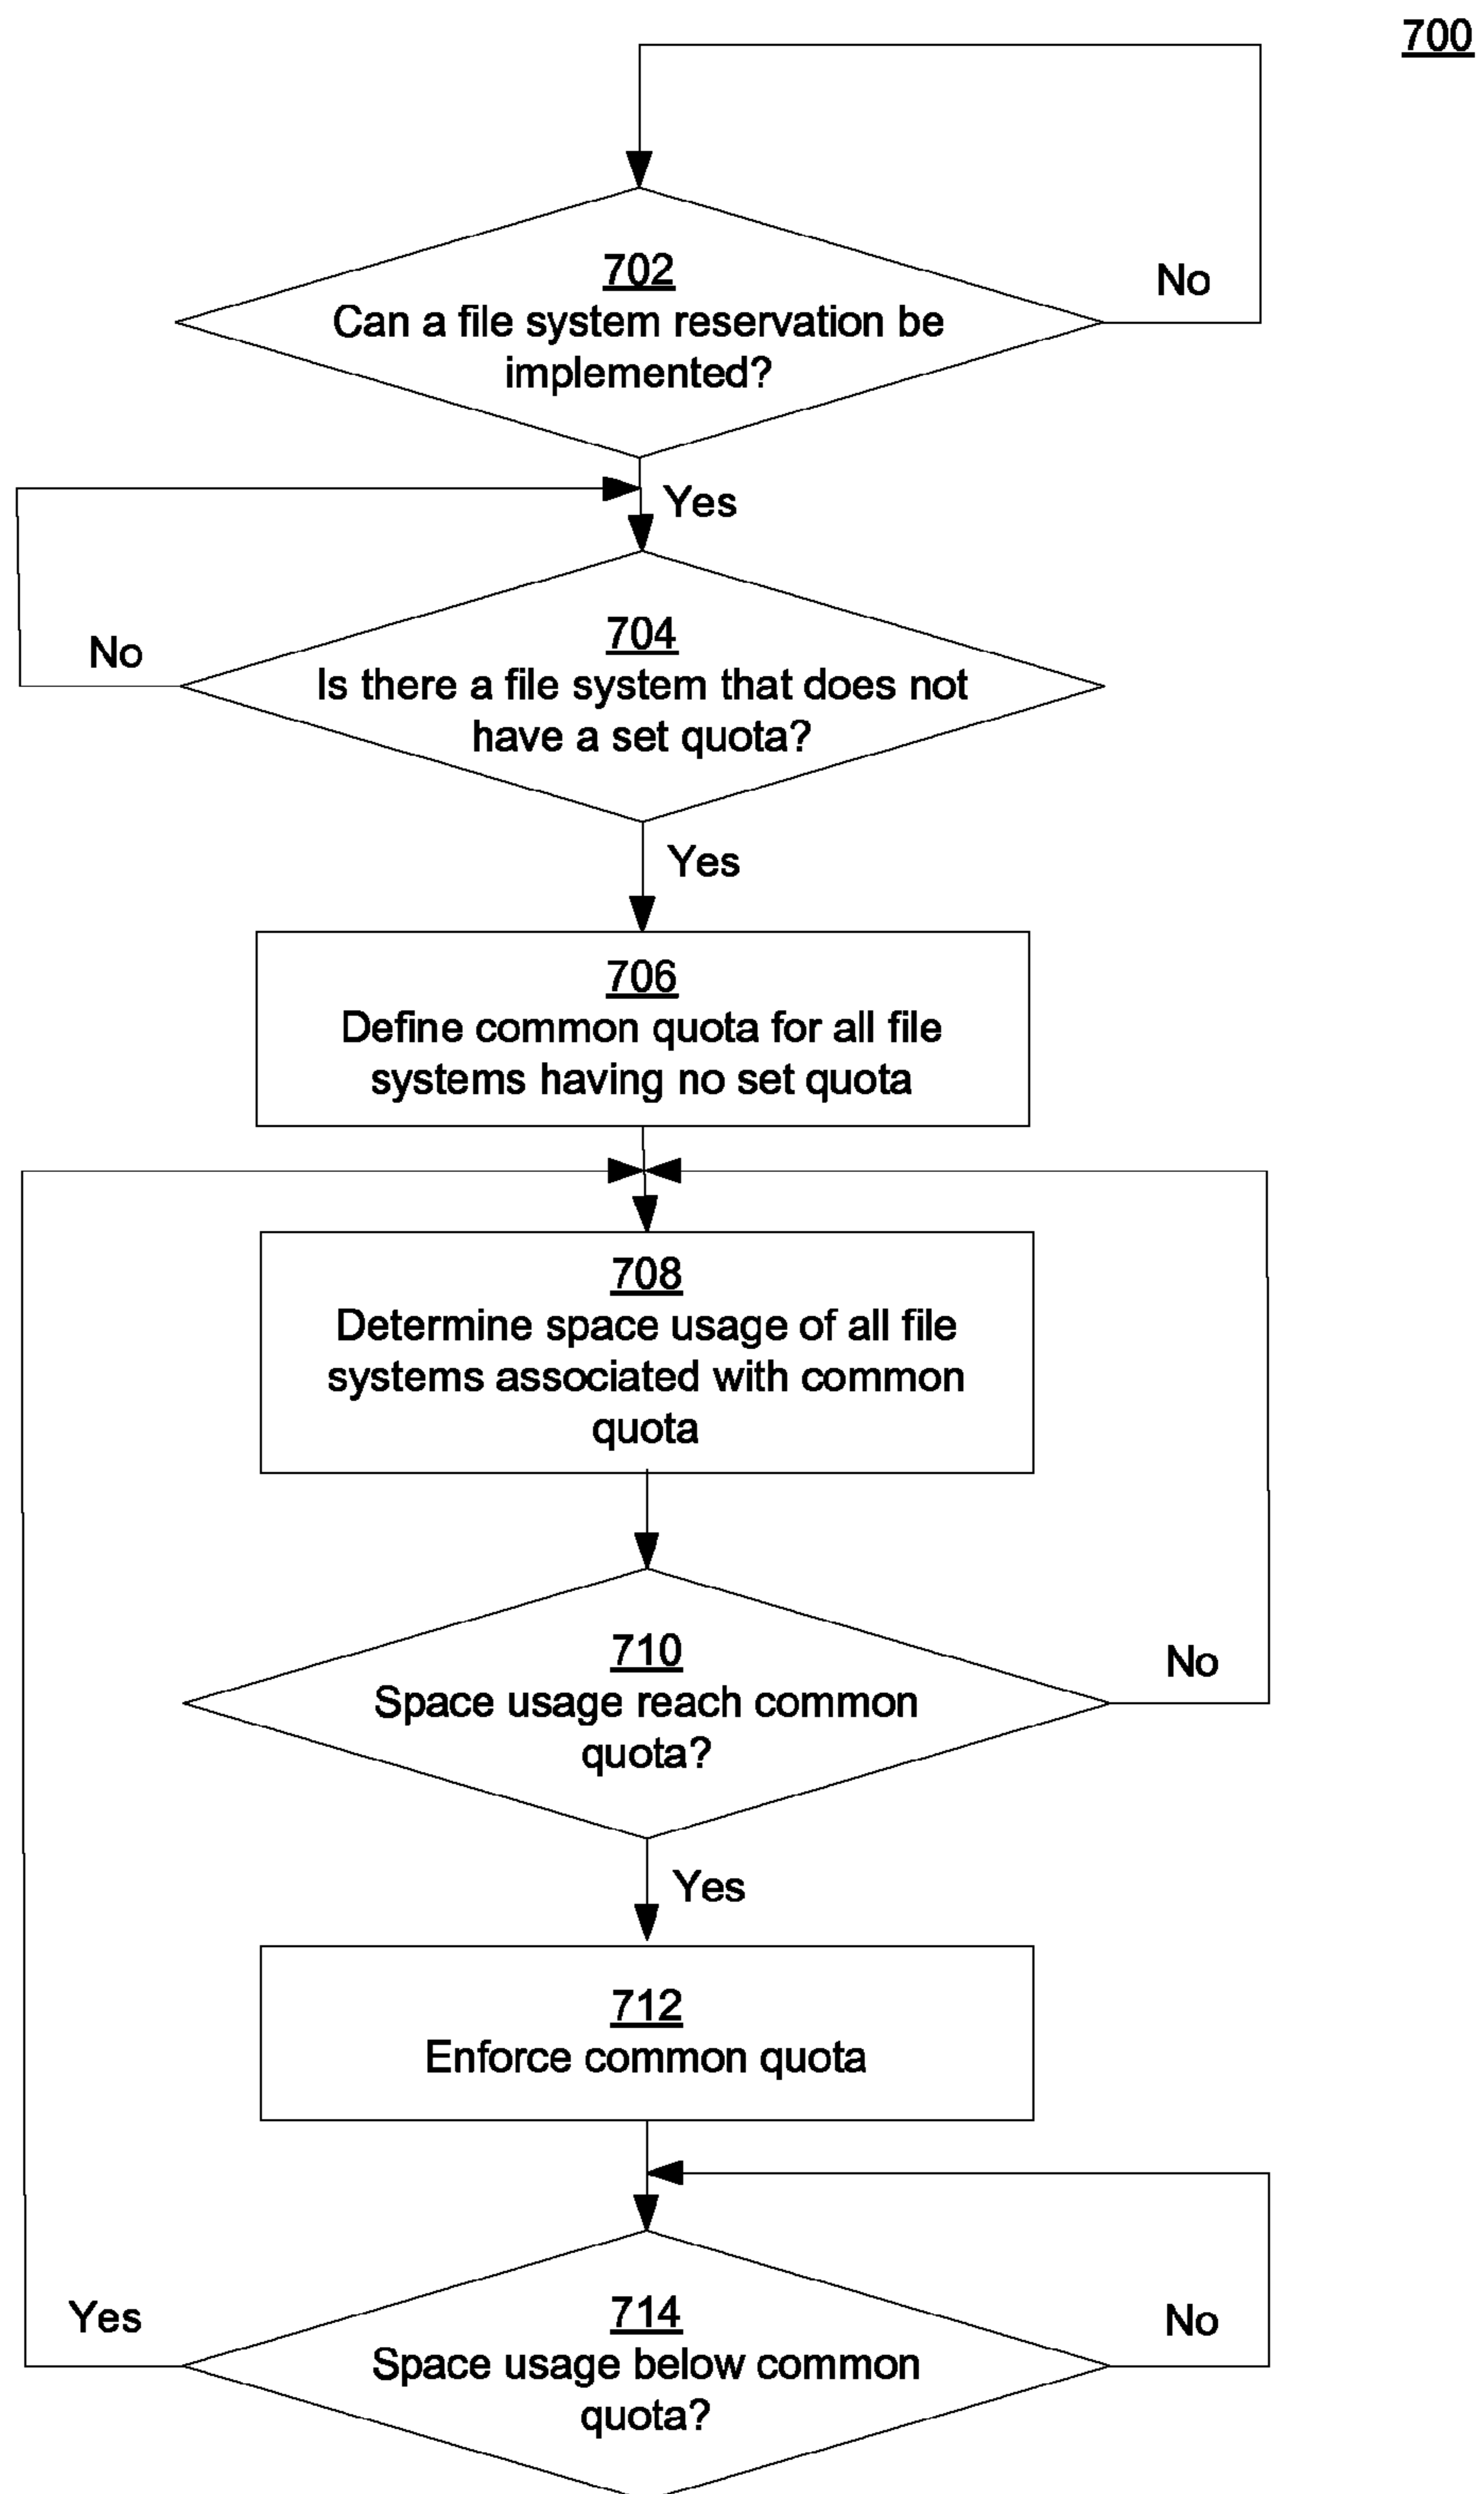 700
702
Can a file system reservation be
implemented?
No
Yes
704
Is there a file system that does not
have a set quota?
No
Yes
706
Define common quota for all file
systems having no set quota
708
Determine space usage of all file
systems associated with common
quota
710
Space usage reach common
quota?
No
Yes
712
Enforce common quota
714
Space usage below common
quota?
Yes
No